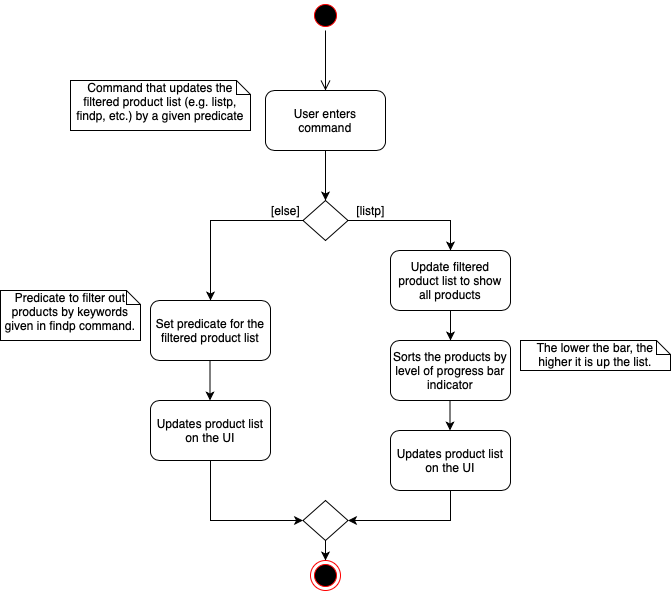 Command that updates the
filtered product list (e.g. listp,
findp, etc.) by a given predicate
User enters
command
[else]
[listp]
Update filtered
product list to show
all products
Predicate to filter out
products by keywords
given in findp command.
Set predicate for the
filtered product list
Sorts the products by
level of progress bar
indicator
The lower the bar, the
higher it is up the list.
Updates product list
on the UI
Updates product list
on the UI